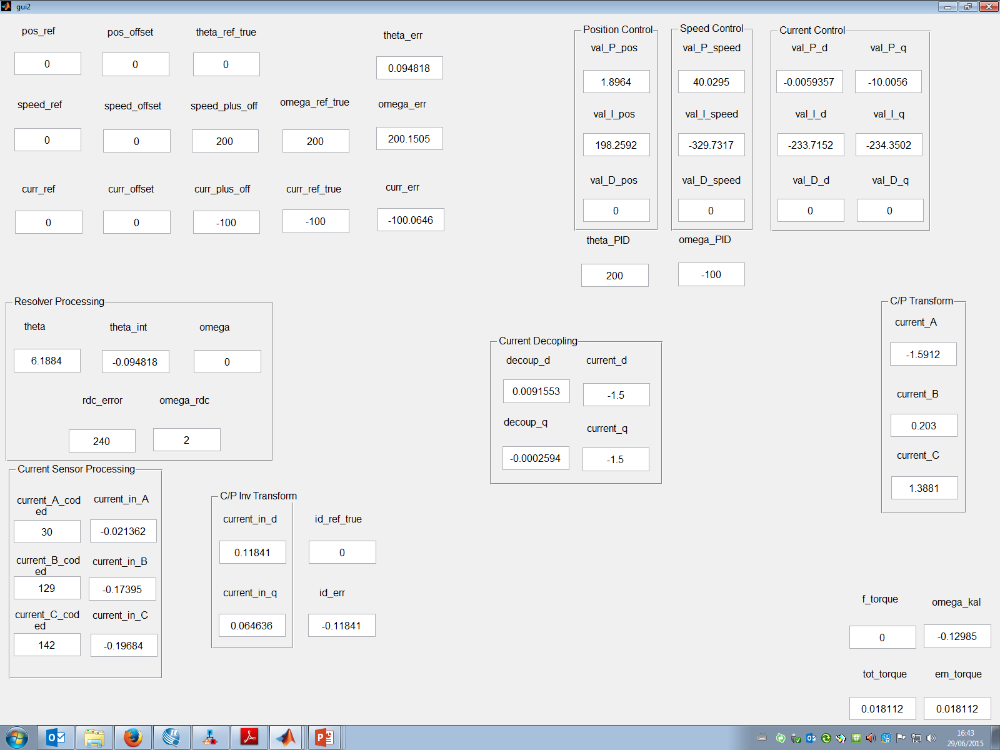 gui2
pos_ref
pos_offset
theta_ref_true
theta_err
0
0
0
0.094818
speed_ref
speed_offset
speed_plus_off
omega_ref_true
omega_err
0
0
200
200
200.1505
curr_ref
curr_offset
curr_plus_off
curr_ref_true
curr_err
0
0
-100
-100
-100.0646
Position Control
val_P_pos
1.8964
val_I_pos
198.2592
val_D_pos
0
theta_PID
200
Speed Control
val_P_speed
40.0295
val_I_speed
-329.7317
val_D_speed
0
omega_PID
-100
Current Control
val_P_d
val_P_q
-0.0059357
-10.0056
val_I_d
val_I_q
-233.7152
-234.3502
val_D_d
val_D_q
0
0
Resolver Processing
theta
theta_int
omega
6.1884
-0.094818
0
rdc_error
omega_rdc
240
2
Current Decopling
decoup_d
current_d
0.0091553
-1.5
decoup_q
current_q
-0.0002594
-1.5
C/P Transform
current_A
-1.5912
current_B
0.203
current_C
1.3881
Current Sensor Processing
current_A_cod
ed
current_in_A
30
-0.021362
current_B_cod
ed
current_in_B
129
-0.17395
current_C_cod
ed
current_in_C
142
-0.19684
C/P Inv Transform
current_in_d
0.11841
current_in_q
0.064636
id_ref_true
0
id_err
-0.11841
f_torque
omega_kal
0
-0.12985
tot_torque
em_torque
0.018112
0.018112
16:43
29/06/2015